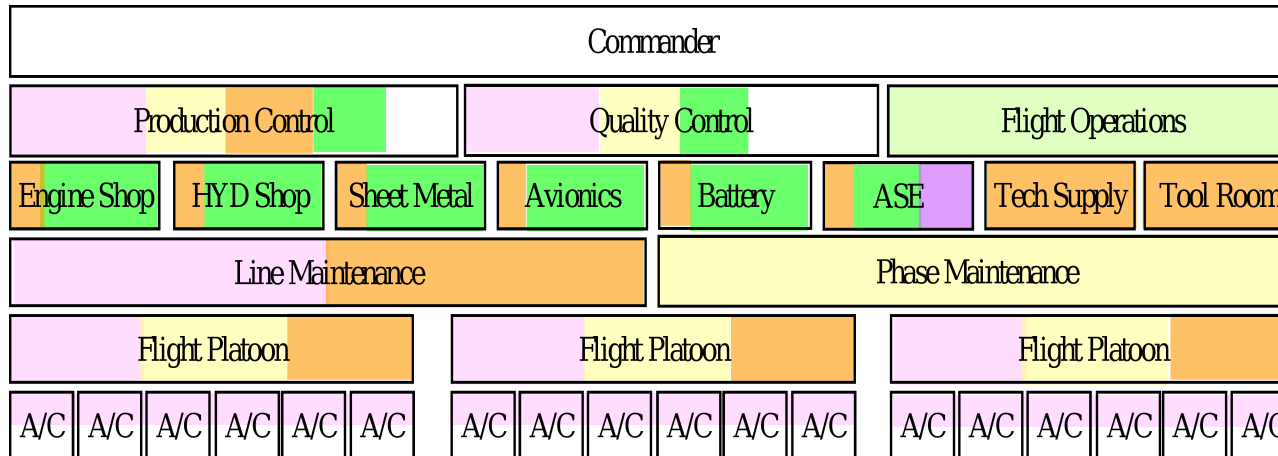 Commander
Production Control Quality Control Flight Operations
Engine Shop HYD Shop Sheet Metal Avionics Battery ASE Tech Supply Tool Room
Line Maintenance Phase Maintenance
Flight Platoon Flight Platoon Flight Platoon
A/C A/C A/C A/C A/C A/C A/C A/C A/C A/C A/C A/C A/C A/C A/C A/C A/C A/C